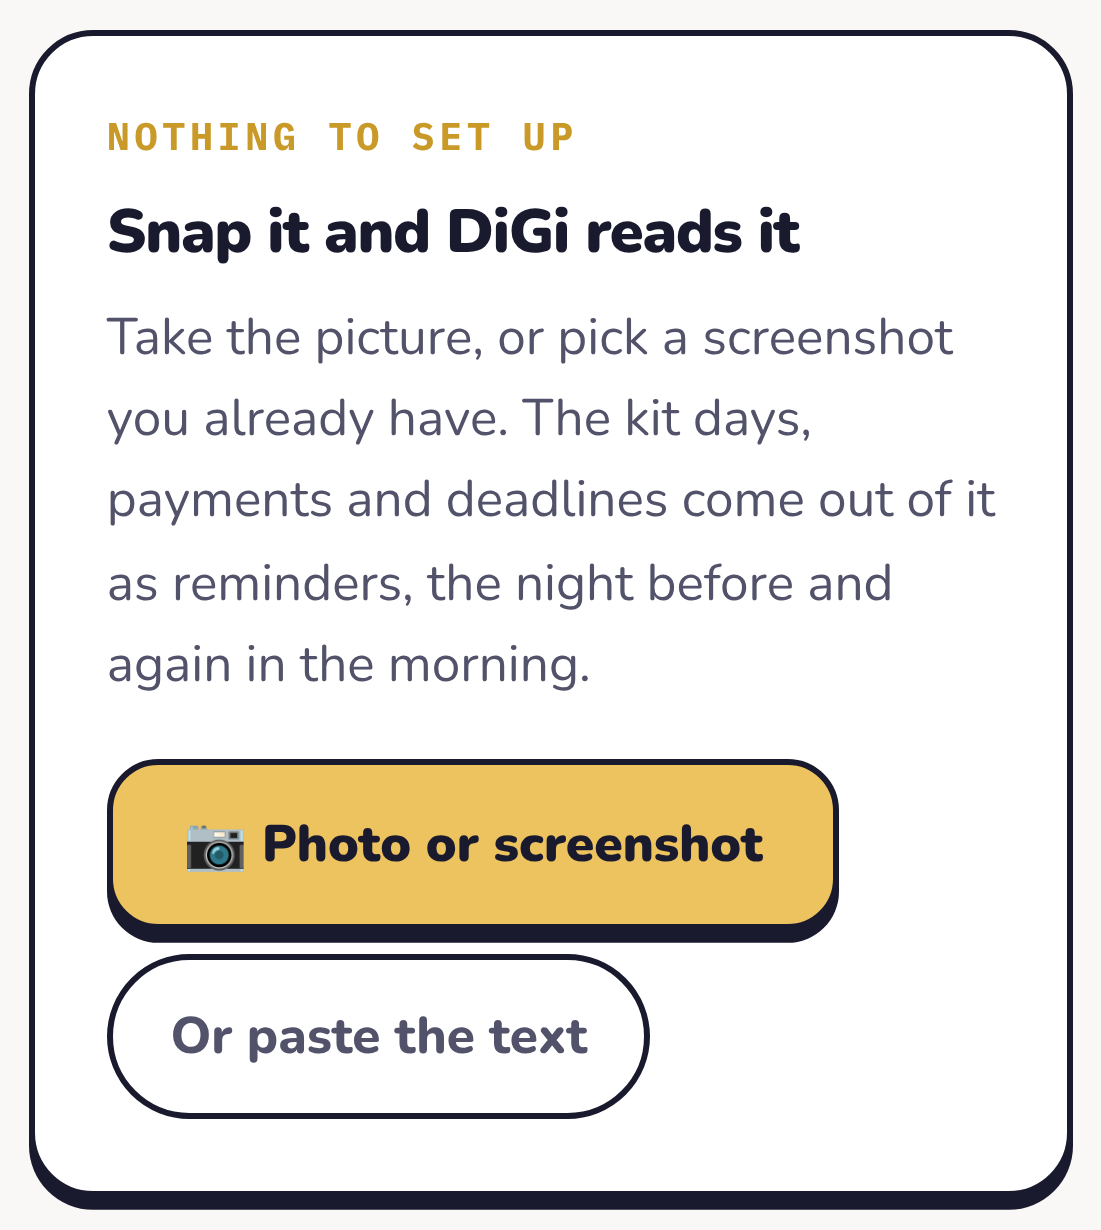 NOTHING TO SET UP
Snap it and DiGi reads it
Take the picture, or pick a screenshot
you already have. The kit days,
payments and deadlines come out of it
as reminders, the night before and
again in the morning.
Photo or screenshot
Or paste the text